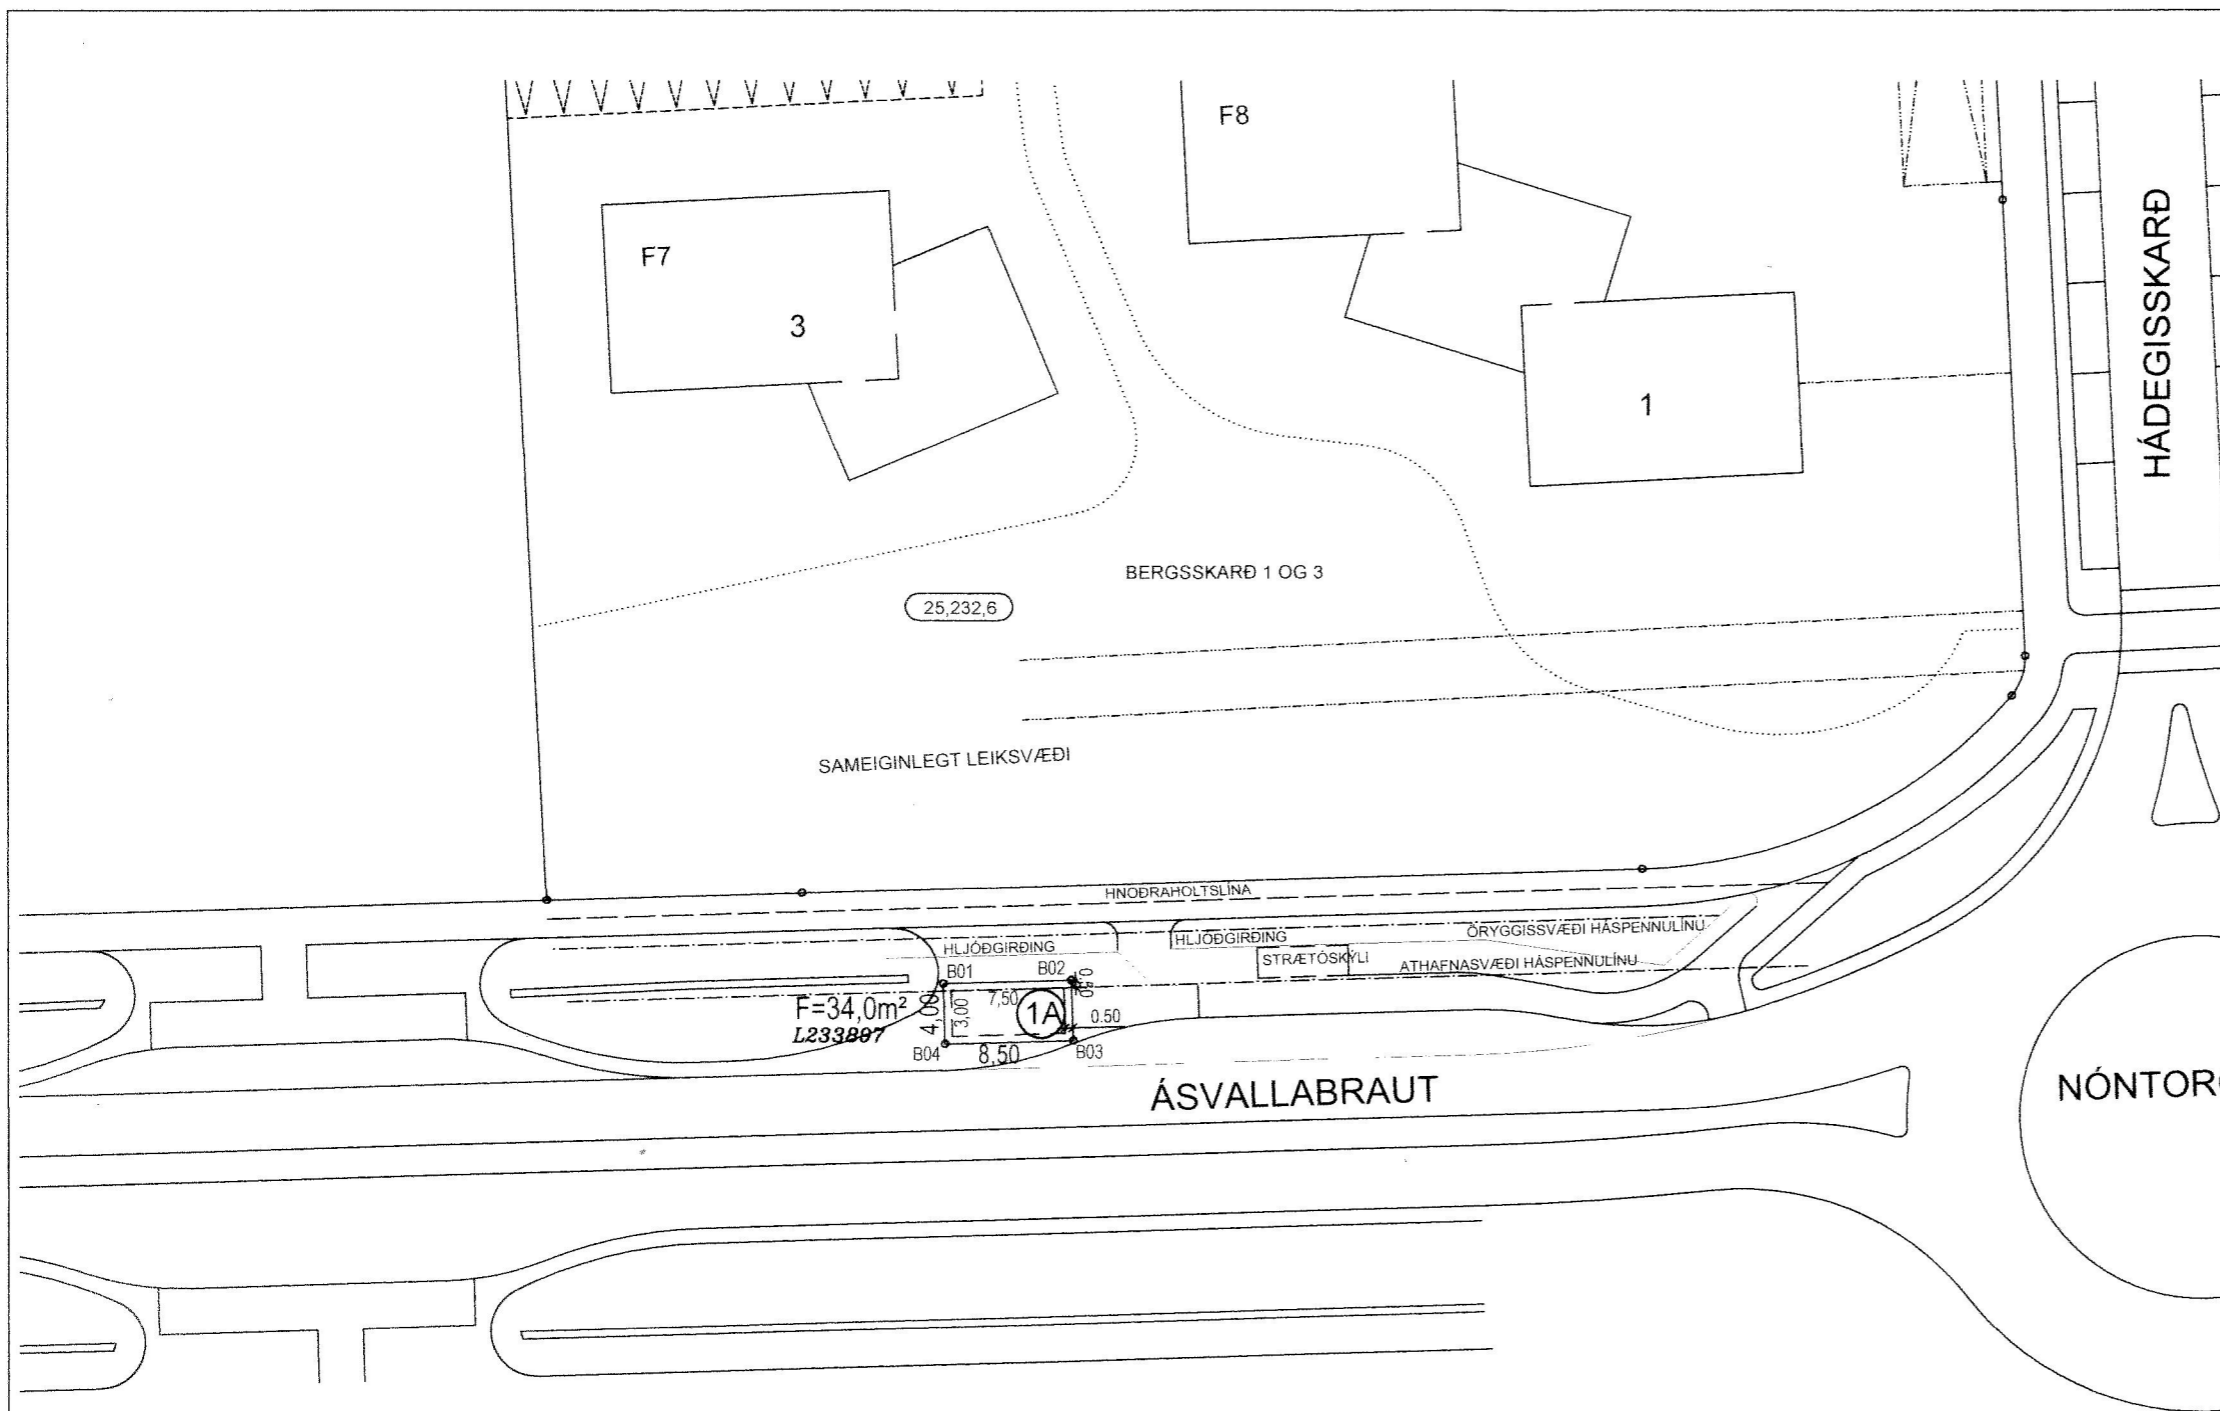 F8
F7
3
1
HÁDEGISSKARÐ
BERGSSKARÐ 1 OG 3
25,232,6
SAMEIGINLEGT LEIKSVÆÐI
HNOÐRAHOLTSLÍNA
ÖRYGGISSVÆÐI HÁSPENNULÍNU
HLJÓÐGIRÐING
HLJÓÐGIRÐING
STRÆTÓSKÝLI
ATHAFNASVÆÐI HÁSPENNULÍNU
B01
B02
F=34,0m²
L233897
4,00
3,00
7,50
1A
0.50
B04
8,50
B03
ÁSVALLABRAUT
NÓNTOR